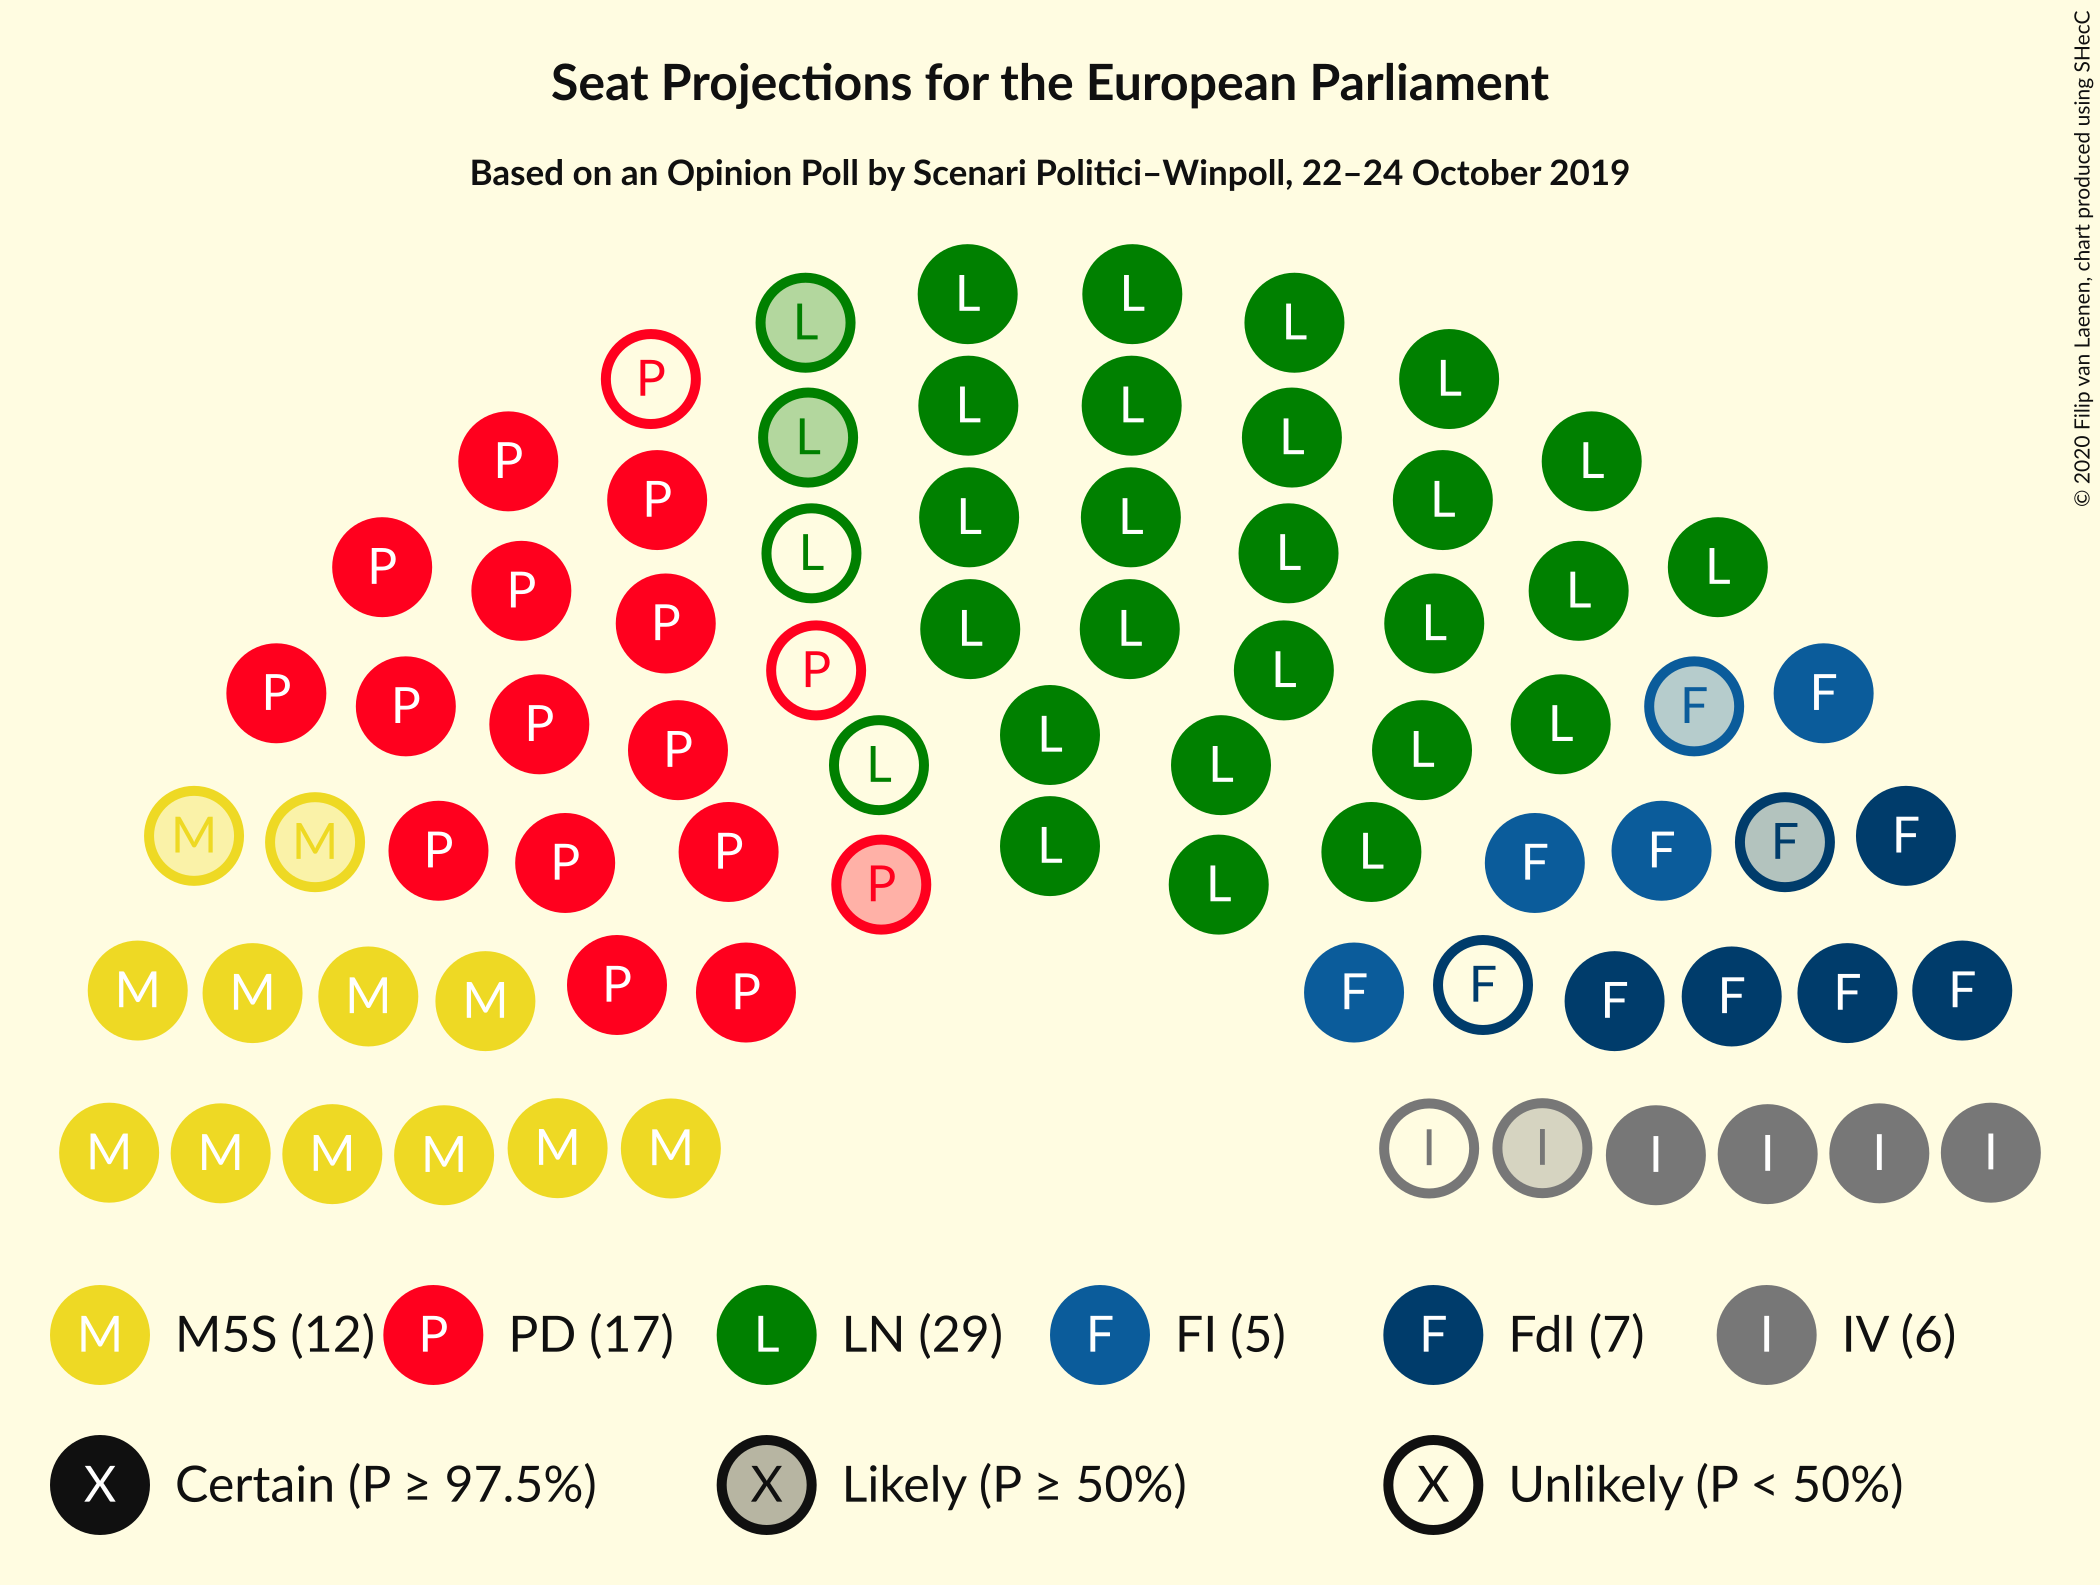 Seat Projections for the European Parliament
Based on an Opinion Poll by Scenari Politici–Winpoll, 22–24 October 2019
© 2020 Filip van Laenen, chart produced using SHecC
L L
L L
P L
L L
L L
P L L
P L
P L L
L L
P L
P L L
P L L
L L
P P L L
P F F
P L L
P L L
L L
M M P P P L L F F F F
P L L
M M M M P P F F F F F F
M M M M M M I I I I I I
M M5S (12) P PD (17) L LN (29) F FI (5) F FdI (7) I IV (6)
X Certain (P ≥ 97.5%) X Likely (P ≥ 50%) X Unlikely (P < 50%)